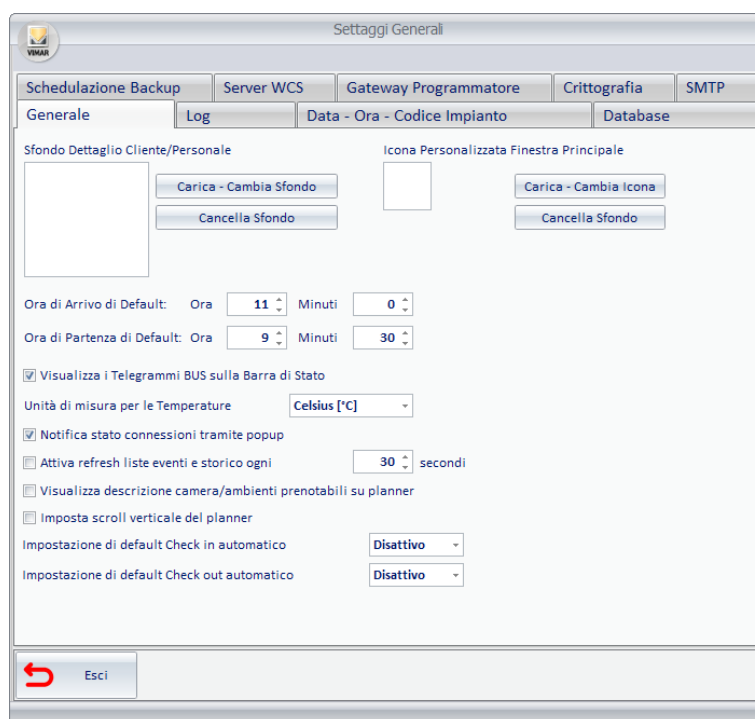 Settaggi Generali
VIMAR
Schedulazione Backup Server WCS Gateway Programmatore Crittografia SMTP
Generale Log Data - Ora - Codice Impianto Database
Sfondo Dettaglio Cliente/Personale Icona Personalizzata Finestra Principale
Carica - Cambia Sfondo Carica - Cambia Icona
Cancella Sfondo Cancella Sfondo
Ora di Arrivo di Default: Ora 11 Minuti 0
Ora di Partenza di Default: Ora 9 Minuti 30
Visualizza i Telegrammi BUS sulla Barra di Stato
Unità di misura per le Temperature Celsius [°C]
Notifica stato connessioni tramite popup
Attiva refresh liste eventi e storico ogni 30 secondi
Visualizza descrizione camera/ambienti prenotabili su planner
Imposta scroll verticale del planner
Impostazione di default Check in automatico Disattivo
Impostazione di default Check out automatico Disattivo
Esci